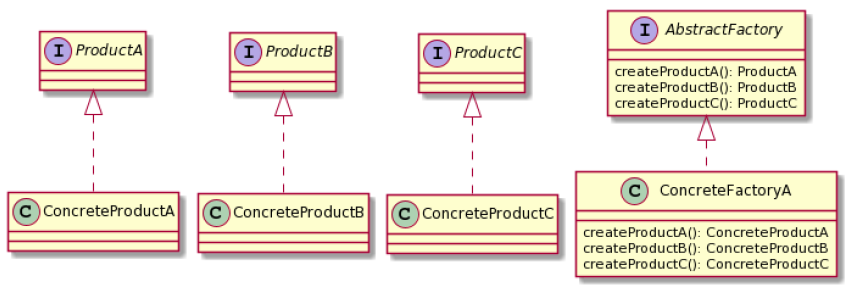 I ProductA
I ProductB
I ProductC
I AbstractFactory
createProductA(): ProductA
createProductB(): ProductB
createProductC(): ProductC
C ConcreteProductA
C ConcreteProductB
C ConcreteProductC
C ConcreteFactoryA
createProductA(): ConcreteProductA
createProductB(): ConcreteProductB
createProductC(): ConcreteProductC